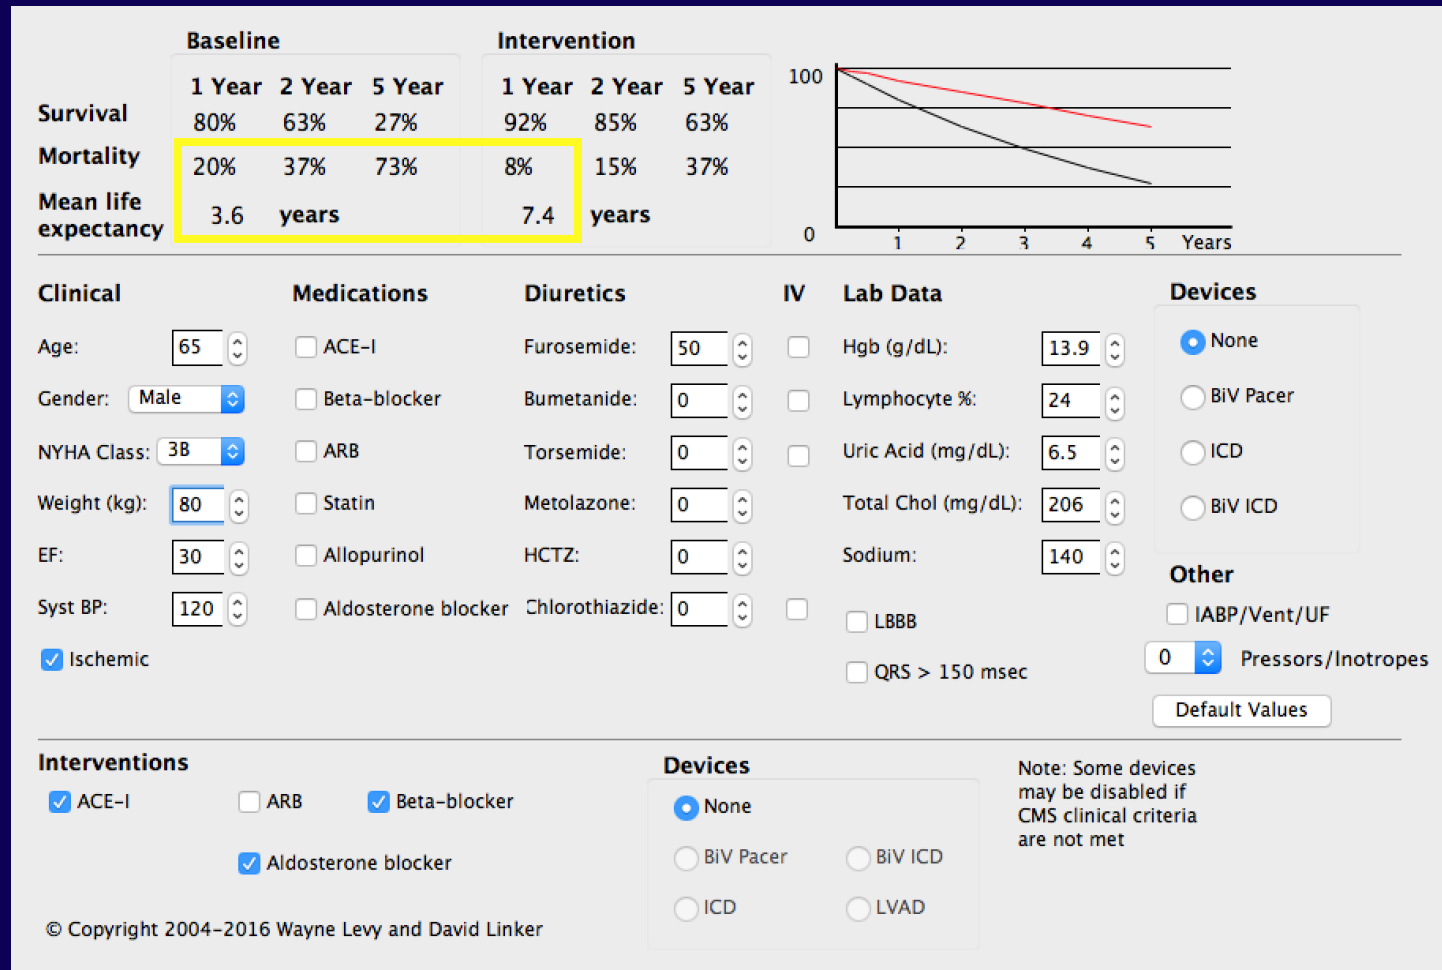 Baseline Intervention
1 Year 2 Year 5 Year 1 Year 2 Year 5 Year
Survival 80% 63% 27% 92% 85% 63%
Mortality 20% 37% 73% 8% 15% 37%
Mean life
expectancy 3.6 years 7.4 years
100
0
1 2 3 4 5 Years
Clinical Medications Diuretics IV Lab Data Devices
Age: 65 ACE-I Furosemide: 50 Hgb (g/dL): 13.9 None
Gender: Male Beta-blocker Bumetanide: 0 Lymphocyte %: 24 BiV Pacer
NYHA Class: 3B ARB Torsemide: 0 Uric Acid (mg/dL): 6.5 ICD
Weight (kg): 80 Statin Metolazone: 0 Total Chol (mg/dL): 206 BiV ICD
EF: 30 Allopurinol HCTZ: 0 Sodium: 140
Other
Syst BP: 120 Aldosterone blocker Chlorothiazide: 0 LBBB IABP/Vent/UF
Ischemic QRS > 150 msec 0 Pressors/Inotropes
Default Values
Interventions Devices
ACE-I ARB Beta-blocker None
Aldosterone blocker BiV Pacer BiV ICD
ICD LVAD
Note: Some devices
may be disabled if
CMS clinical criteria
are not met
© Copyright 2004-2016 Wayne Levy and David Linker